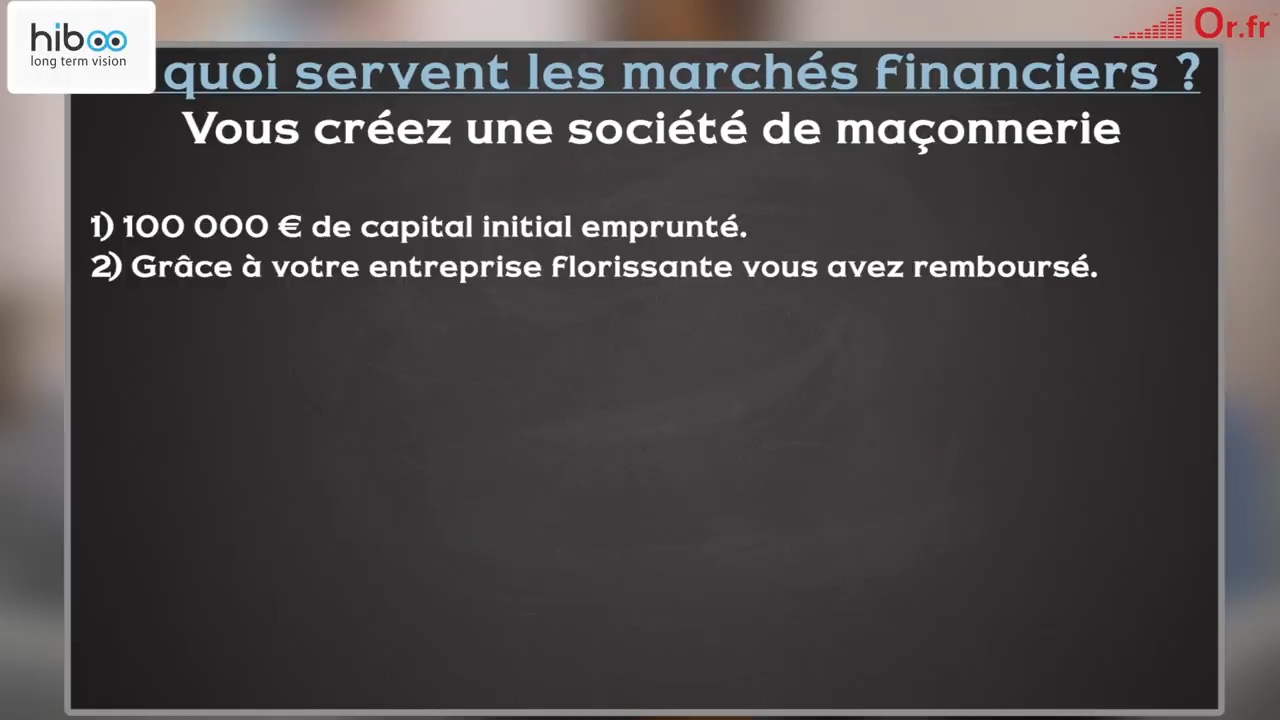 hiboo
long term vision
Or.fr
quoi servent les marchés financiers ?
Vous créez une société de maçonnerie
1) 100 000 € de capital initial emprunté.
2) Grâce à votre entreprise florissante vous avez remboursé.